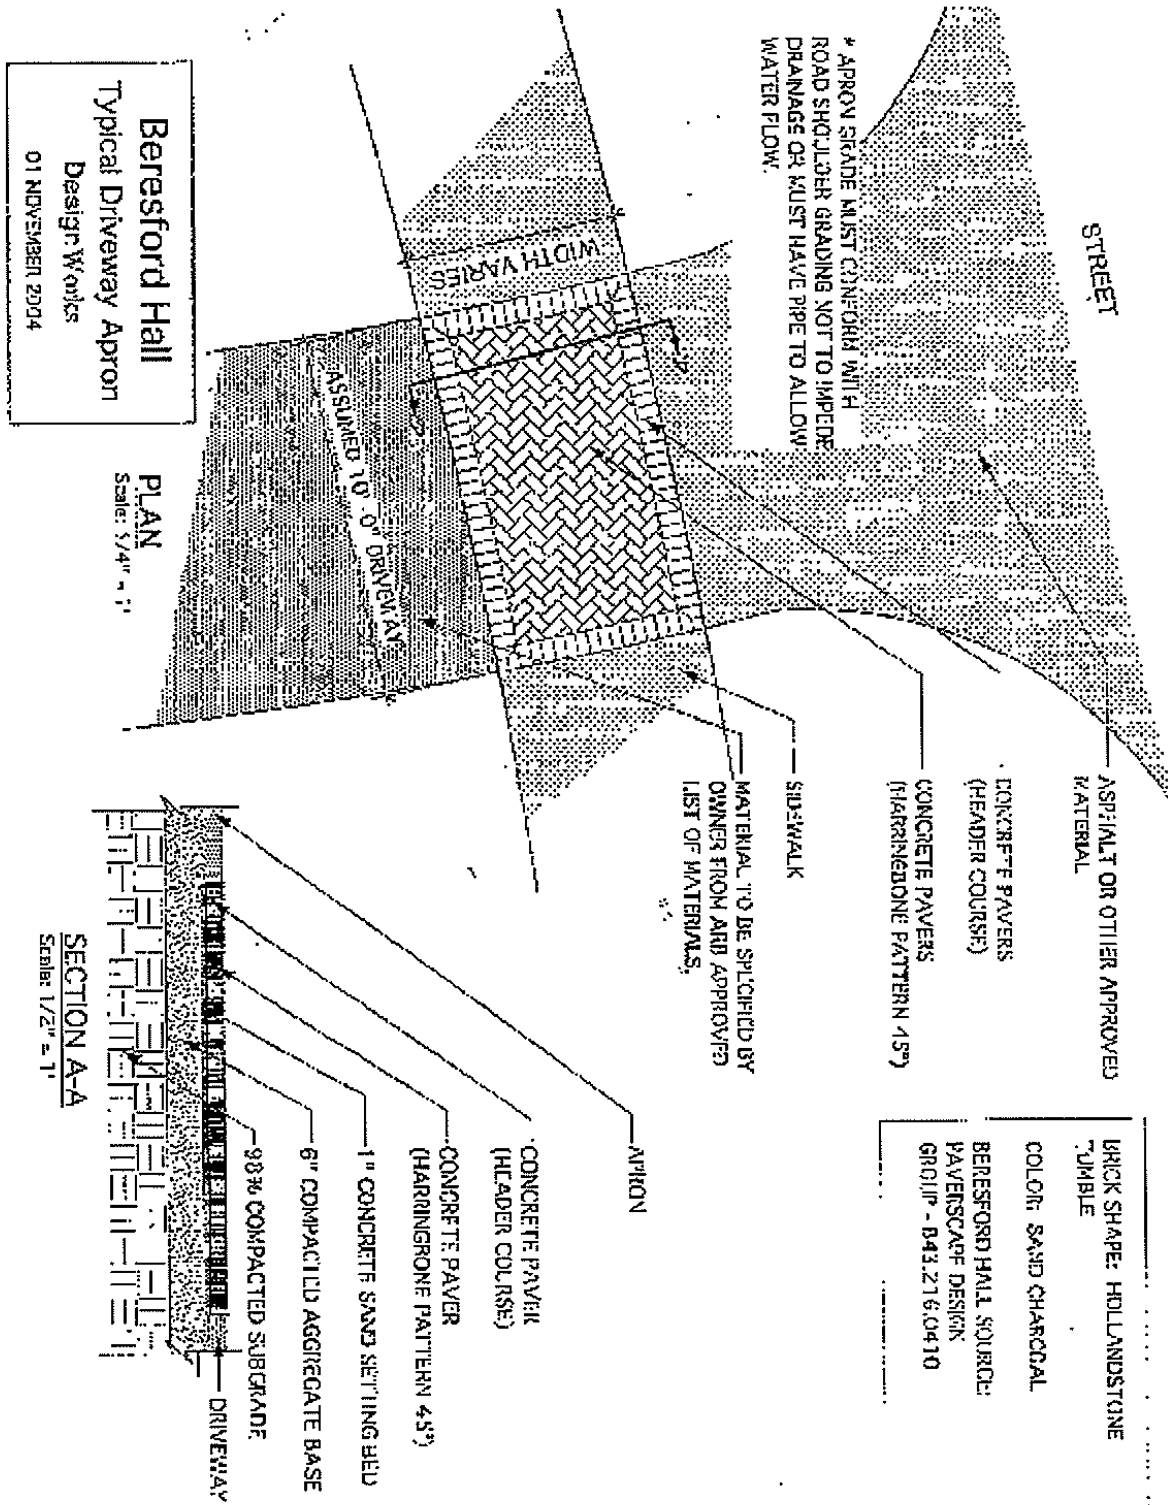 STREET
* APRON GRADE MUST CONFORM WITH
ROAD SHOULDER GRADING NOT TO IMPEDE
DRAINAGE OR MUST HAVE PIPE TO ALLOW
WATER FLOW.
ASPHALT OR OTHER APPROVED
MATERIAL
CONCRETE PAVERS
(HEADER COURSE)
CONCRETE PAVERS
(HARRINGBONE PATTERN 45°)
SIDEWALK
MATERIAL TO BE SPECIFIED BY
OWNER FROM ARB APPROVED
LIST OF MATERIALS.
WIDTH VARIES
ASSUMED 10'-0" DRIVEWAY
PLAN
Scale: 1/4" = 1'
Beresford Hall
Typical Driveway Apron
DesignWorks
01 NOVEMBER 2004
BRICK SHAPE: HOLLANDSTONE
TUMBLE
COLOR: SAND CHARCOAL
BERESFORD HALL SOURCE:
PAVERSCAPE DESIGN
GROUP - 843.216.0410
APRON
CONCRETE PAVER
(HEADER COURSE)
CONCRETE PAVER
(HARRINGBONE PATTERN 45°)
1" CONCRETE SAND SETTING BED
6" COMPACTED AGGREGATE BASE
98% COMPACTED SUBGRADE
DRIVEWAY
SECTION A-A
Scale: 1/2" = 1'